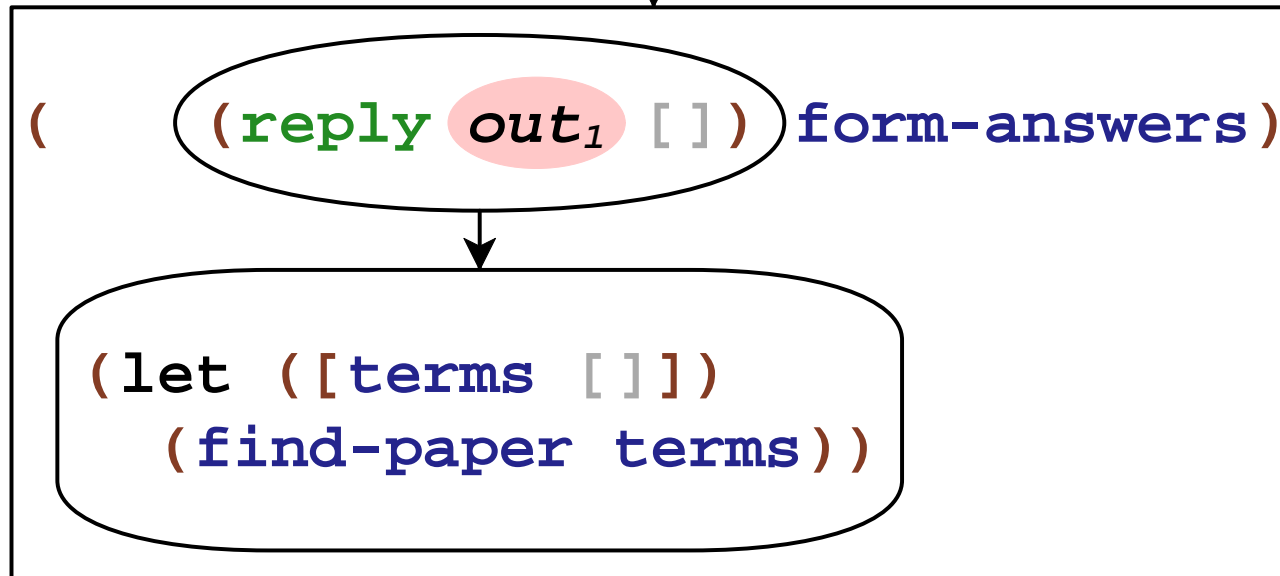 ( (reply out₁ []) form-answers)
(let ([terms []])
(find-paper terms))